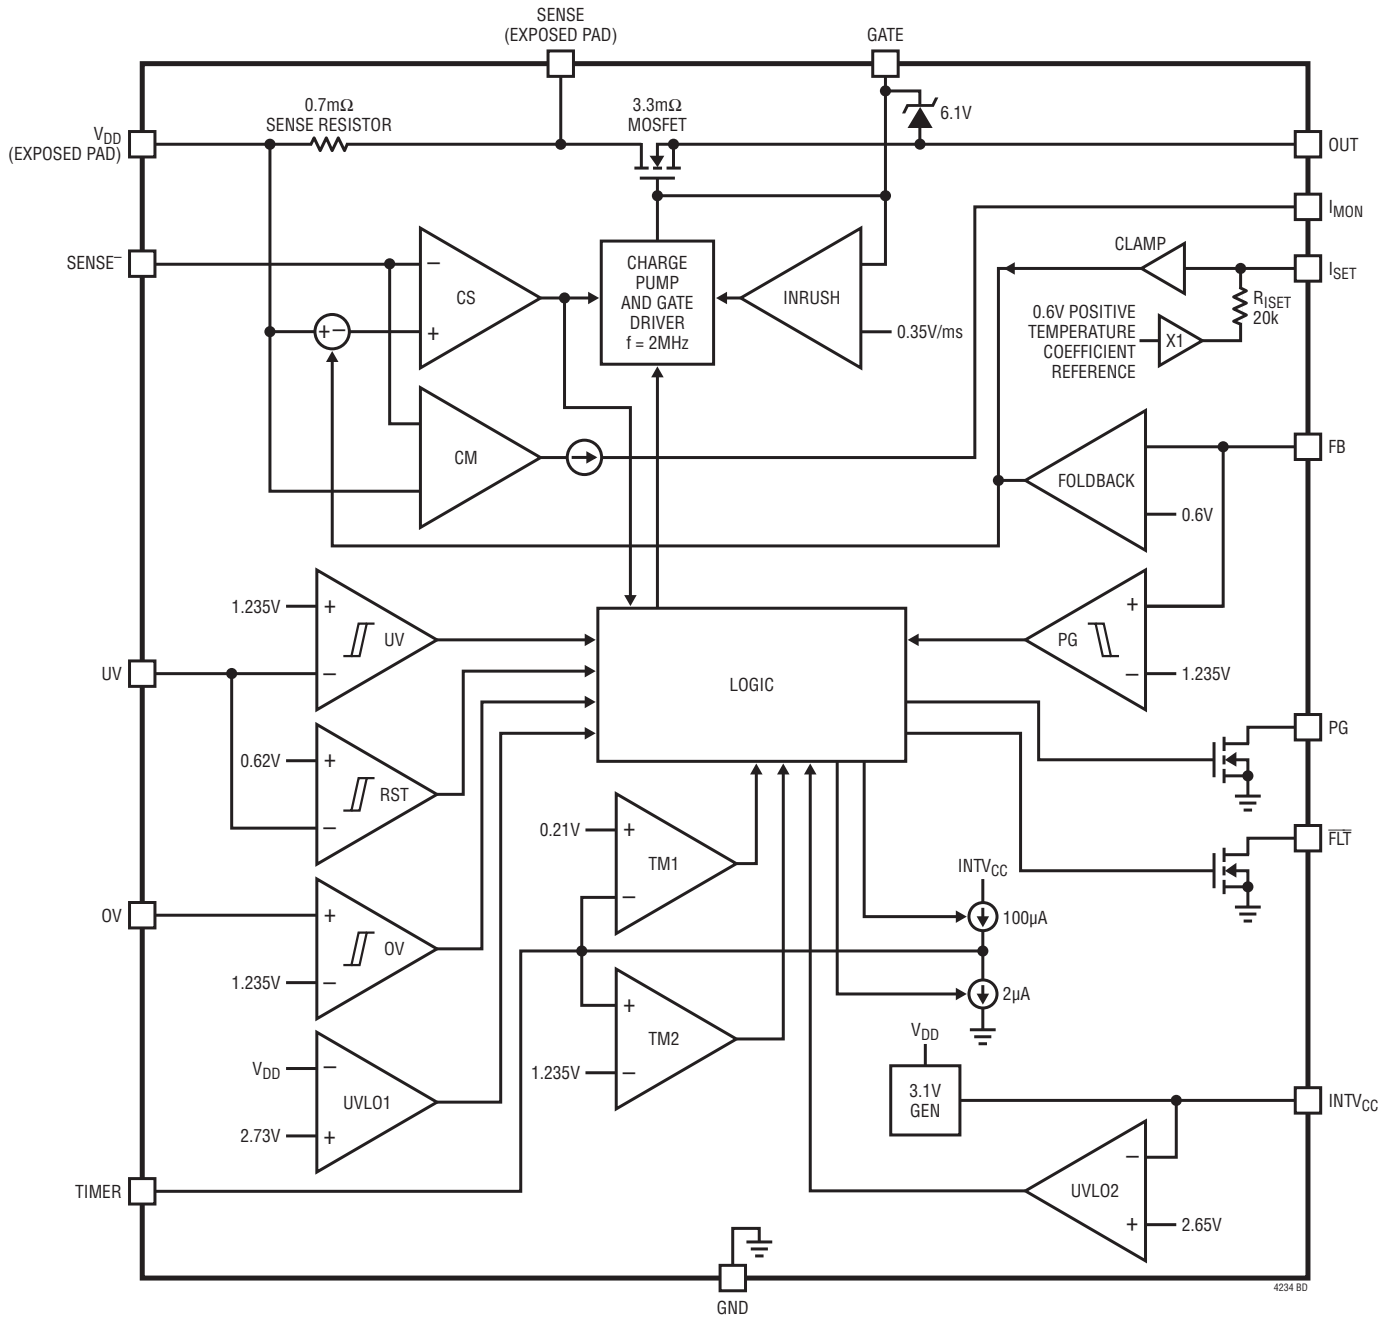 SENSE
(EXPOSED PAD)
GATE
0.7mΩ
SENSE RESISTOR
3.3mΩ
MOSFET
6.1V
VDD
(EXPOSED PAD)
OUT
IMON
SENSE–
–
CS
+
CHARGE
PUMP
AND GATE
DRIVER
f = 2MHz
INRUSH
0.35V/ms
CLAMP
ISET
RISET
20k
0.6V POSITIVE
TEMPERATURE
COEFFICIENT
REFERENCE
X1
+–
CM
FOLDBACK
FB
0.6V
1.235V
+
UV
–
UV
LOGIC
+
PG
–
1.235V
0.62V
+
RST
–
PG
0.21V
+
TM1
–
FLT
INTVCC
100µA
OV
+
OV
1.235V
–
+
TM2
1.235V
–
2µA
VDD
3.1V
GEN
INTVCC
VDD
–
UVLO1
2.73V
+
–
UVLO2
+
2.65V
TIMER
GND
4234 BD